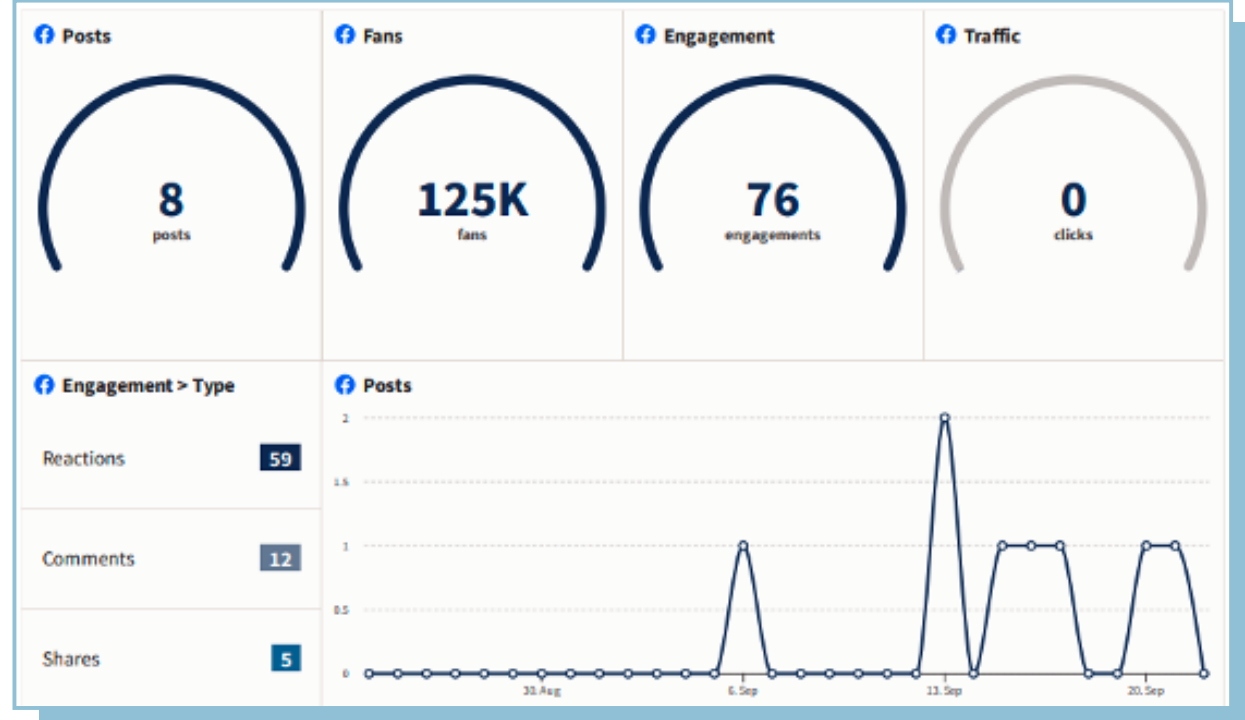 Posts
8
posts
Fans
125K
fans
Engagement
76
engagements
Traffic
0
clicks
Engagement > Type
Reactions 59
Comments 12
Shares 5
Posts
2
1.5
1
0.5
0
30. Aug 6. Sep 13. Sep 20. Sep